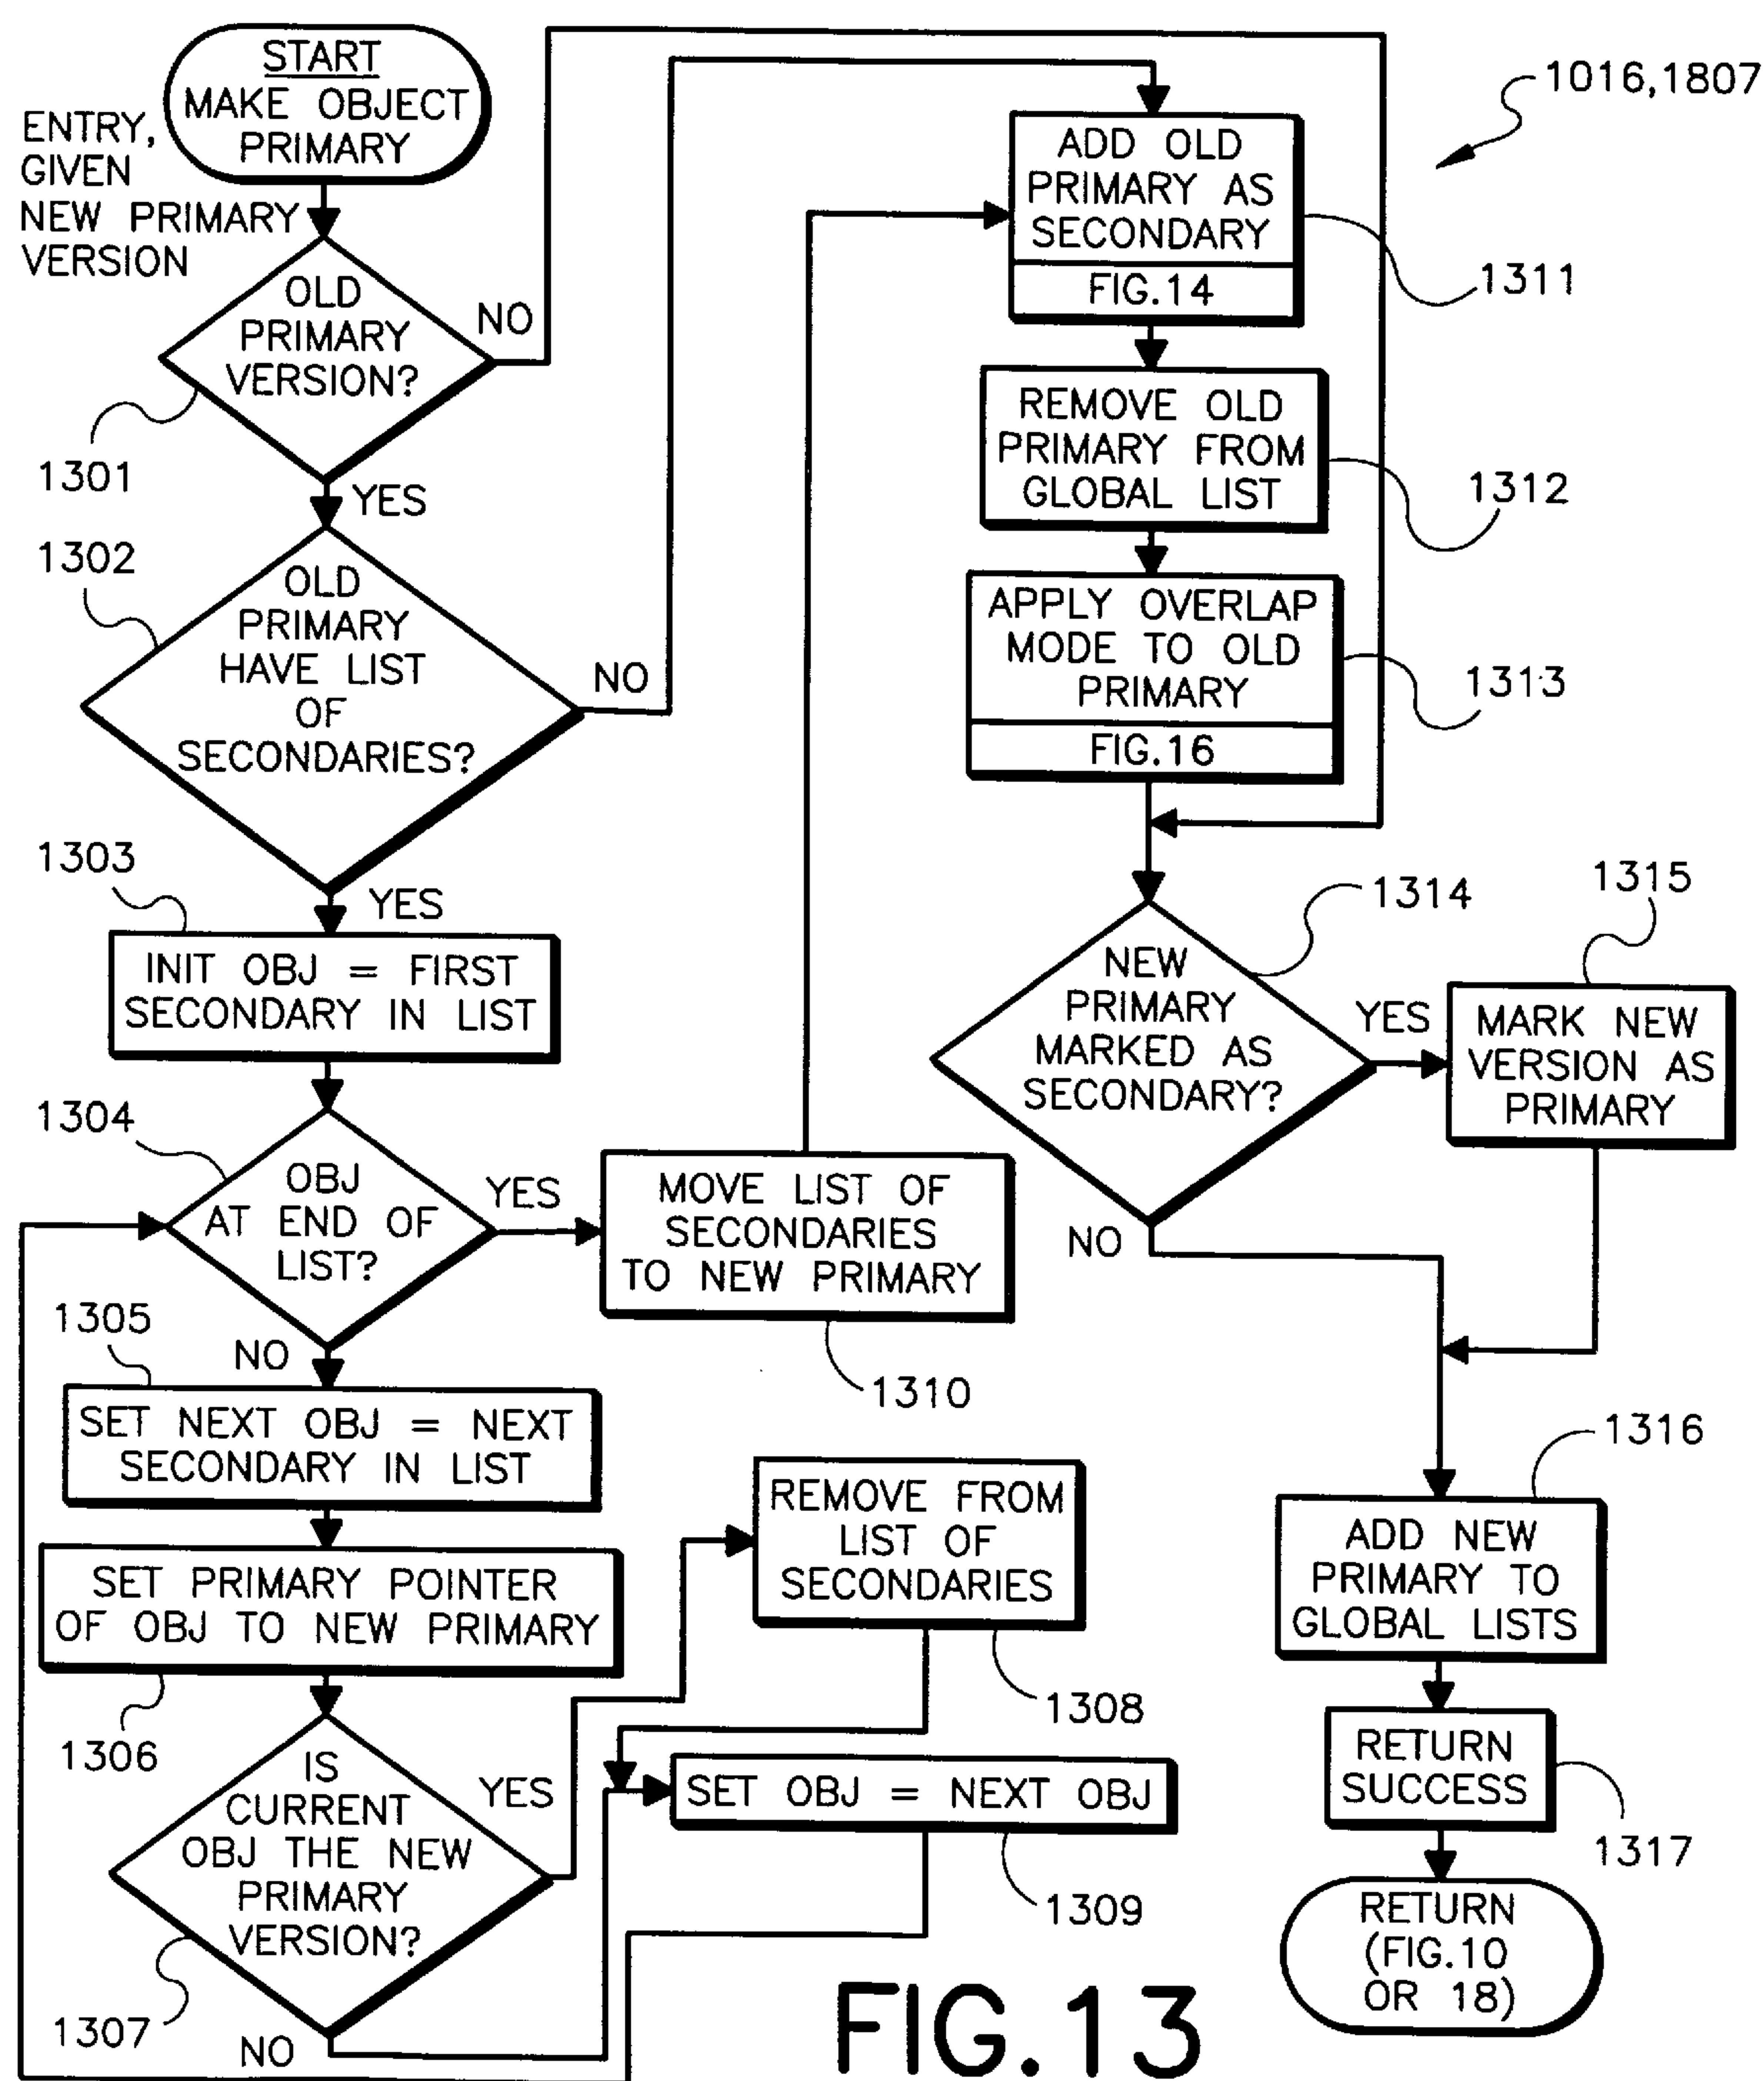 START
MAKE OBJECT
PRIMARY
ENTRY,
GIVEN
NEW PRIMARY
VERSION
OLD
PRIMARY
VERSION?
NO
1301
YES
1302
OLD
PRIMARY
HAVE LIST
OF
SECONDARIES?
NO
1303
YES
INIT OBJ = FIRST
SECONDARY IN LIST
1304
OBJ
AT END OF
LIST?
YES
MOVE LIST OF
SECONDARIES
TO NEW PRIMARY
1310
1305
NO
SET NEXT OBJ = NEXT
SECONDARY IN LIST
SET PRIMARY POINTER
OF OBJ TO NEW PRIMARY
1306
IS
CURRENT
OBJ THE NEW
PRIMARY
VERSION?
YES
1307
NO
REMOVE FROM
LIST OF
SECONDARIES
1308
SET OBJ = NEXT OBJ
1309
1016,1807
ADD OLD
PRIMARY AS
SECONDARY
FIG.14
1311
REMOVE OLD
PRIMARY FROM
GLOBAL LIST
1312
APPLY OVERLAP
MODE TO OLD
PRIMARY
FIG.16
1313
1314
NEW
PRIMARY
MARKED AS
SECONDARY?
YES
1315
MARK NEW
VERSION AS
PRIMARY
NO
1316
ADD NEW
PRIMARY TO
GLOBAL LISTS
RETURN
SUCCESS
1317
RETURN
(FIG.10
OR 18)
FIG.13